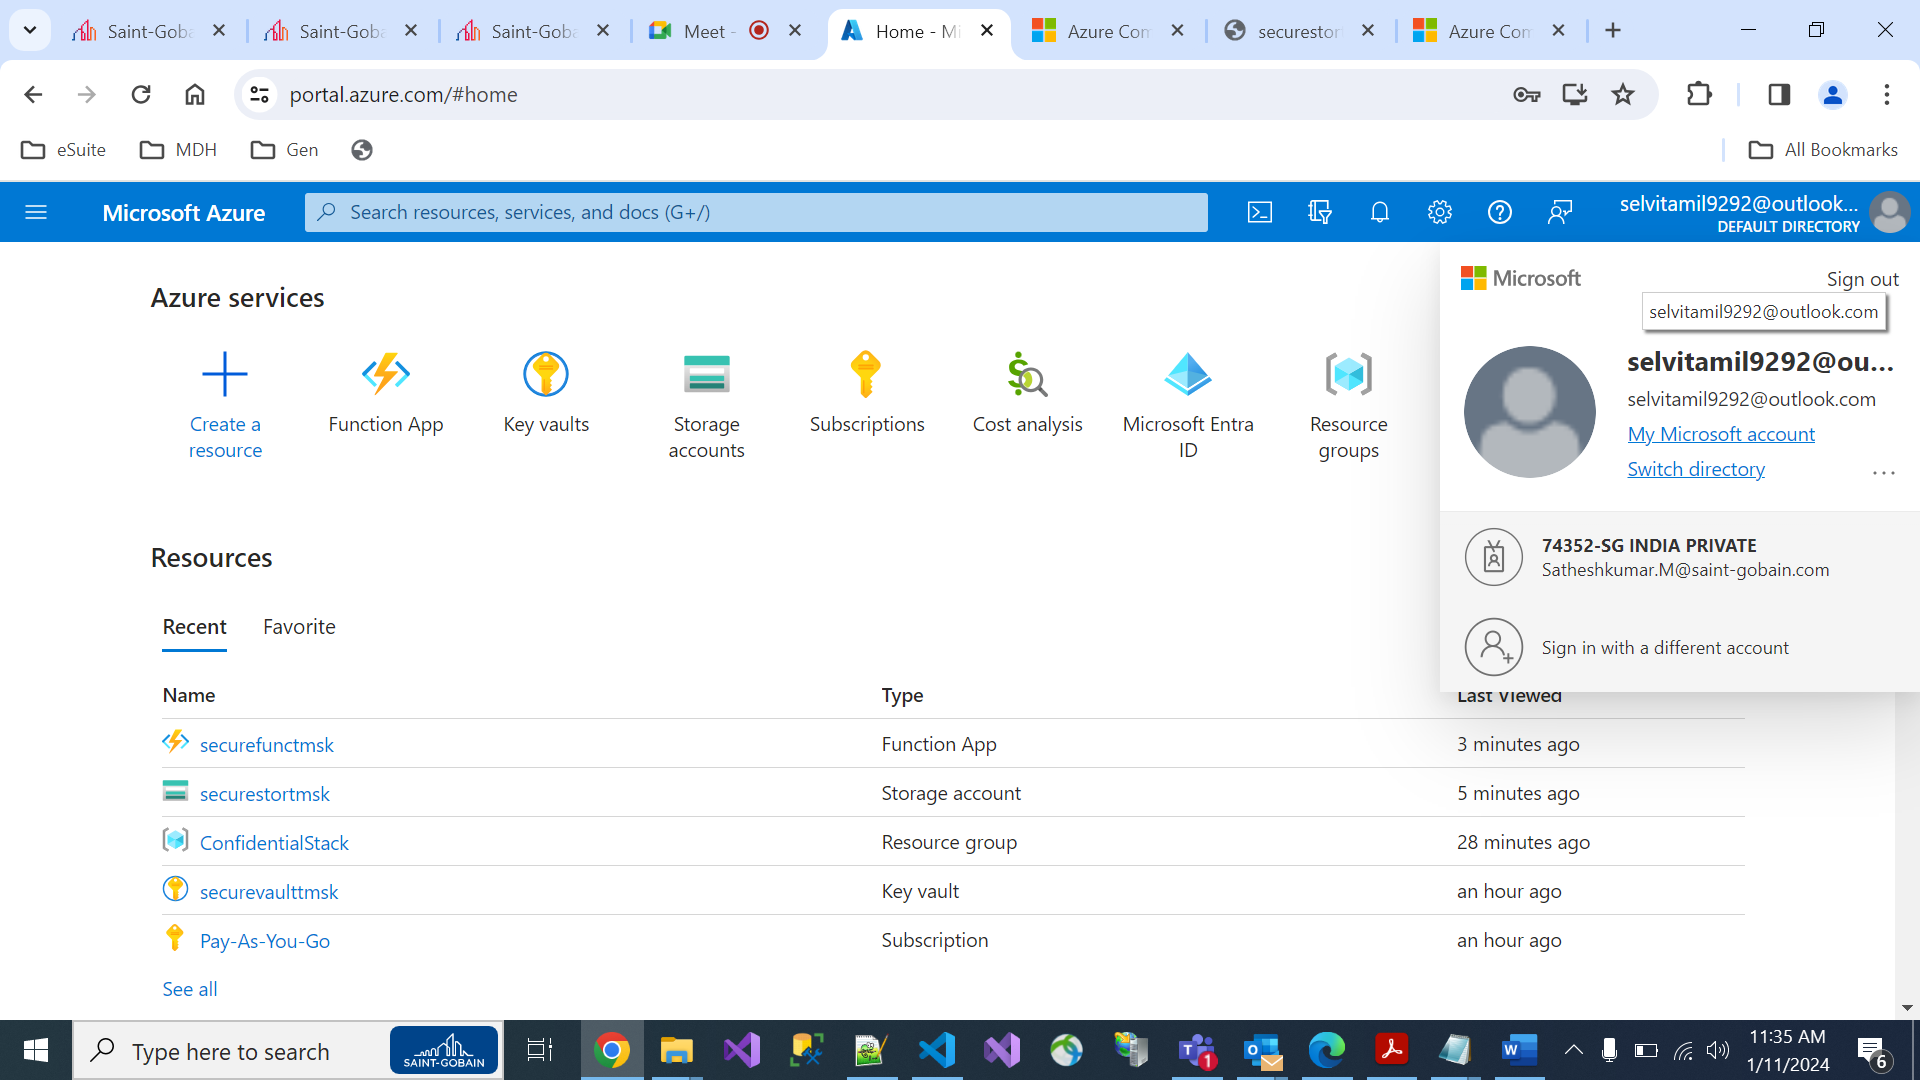 Saint-Goba
Saint-Goba
Saint-Goba
Meet -
Home - Mi
Azure Com
securestor
Azure Com
portal.azure.com/#home
eSuite
MDH
Gen
All Bookmarks
Microsoft Azure
Search resources, services, and docs (G+/)
selvitamil9292@outlook...
DEFAULT DIRECTORY
Microsoft
Sign out
selvitamil9292@outlook.com
selvitamil9292@ou...
selvitamil9292@outlook.com
My Microsoft account
Switch directory
74352-SG INDIA PRIVATE
Satheshkumar.M@saint-gobain.com
Sign in with a different account
Azure services
Create a
resource
Function App
Key vaults
Storage
accounts
Subscriptions
Cost analysis
Microsoft Entra
ID
Resource
groups
Resources
Recent
Favorite
Name
Type
Last Viewed
securefunctmsk
Function App
3 minutes ago
securestortmsk
Storage account
5 minutes ago
ConfidentialStack
Resource group
28 minutes ago
securevaulttmsk
Key vault
an hour ago
Pay-As-You-Go
Subscription
an hour ago
See all
Type here to search
SAINT-GOBAIN
1
11:35 AM
1/11/2024
6